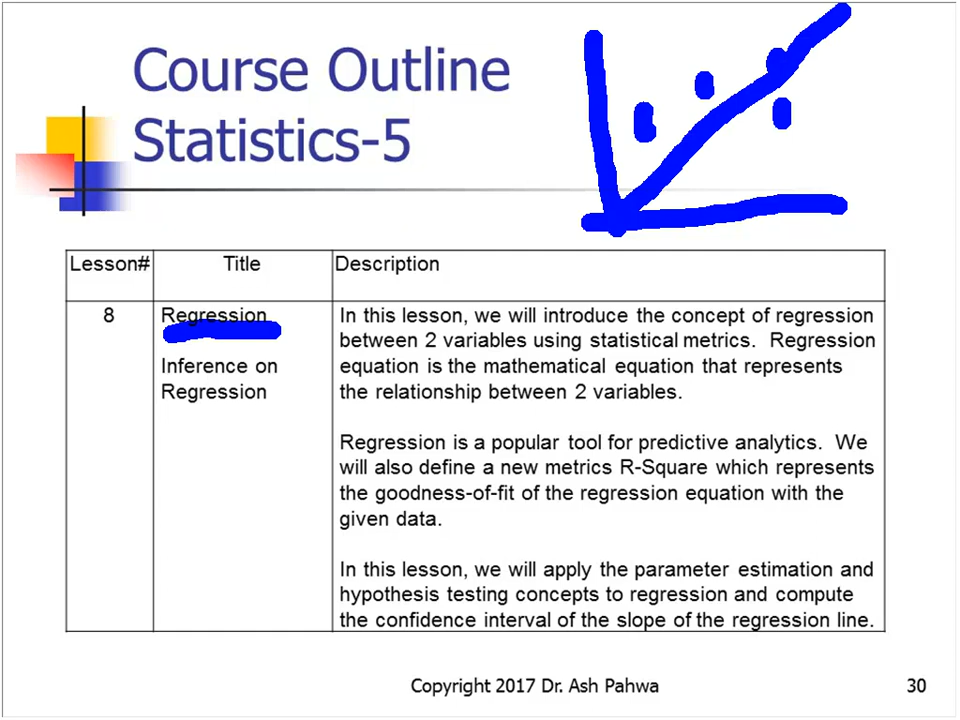 Course Outline
Statistics-5
Lesson# Title Description
8 Regression In this lesson, we will introduce the concept of regression
between 2 variables using statistical metrics. Regression
Inference on equation is the mathematical equation that represents
Regression the relationship between 2 variables.
Regression is a popular tool for predictive analytics. We
will also define a new metrics R-Square which represents
the goodness-of-fit of the regression equation with the
given data.
In this lesson, we will apply the parameter estimation and
hypothesis testing concepts to regression and compute
the confidence interval of the slope of the regression line.
Copyright 2017 Dr. Ash Pahwa 30